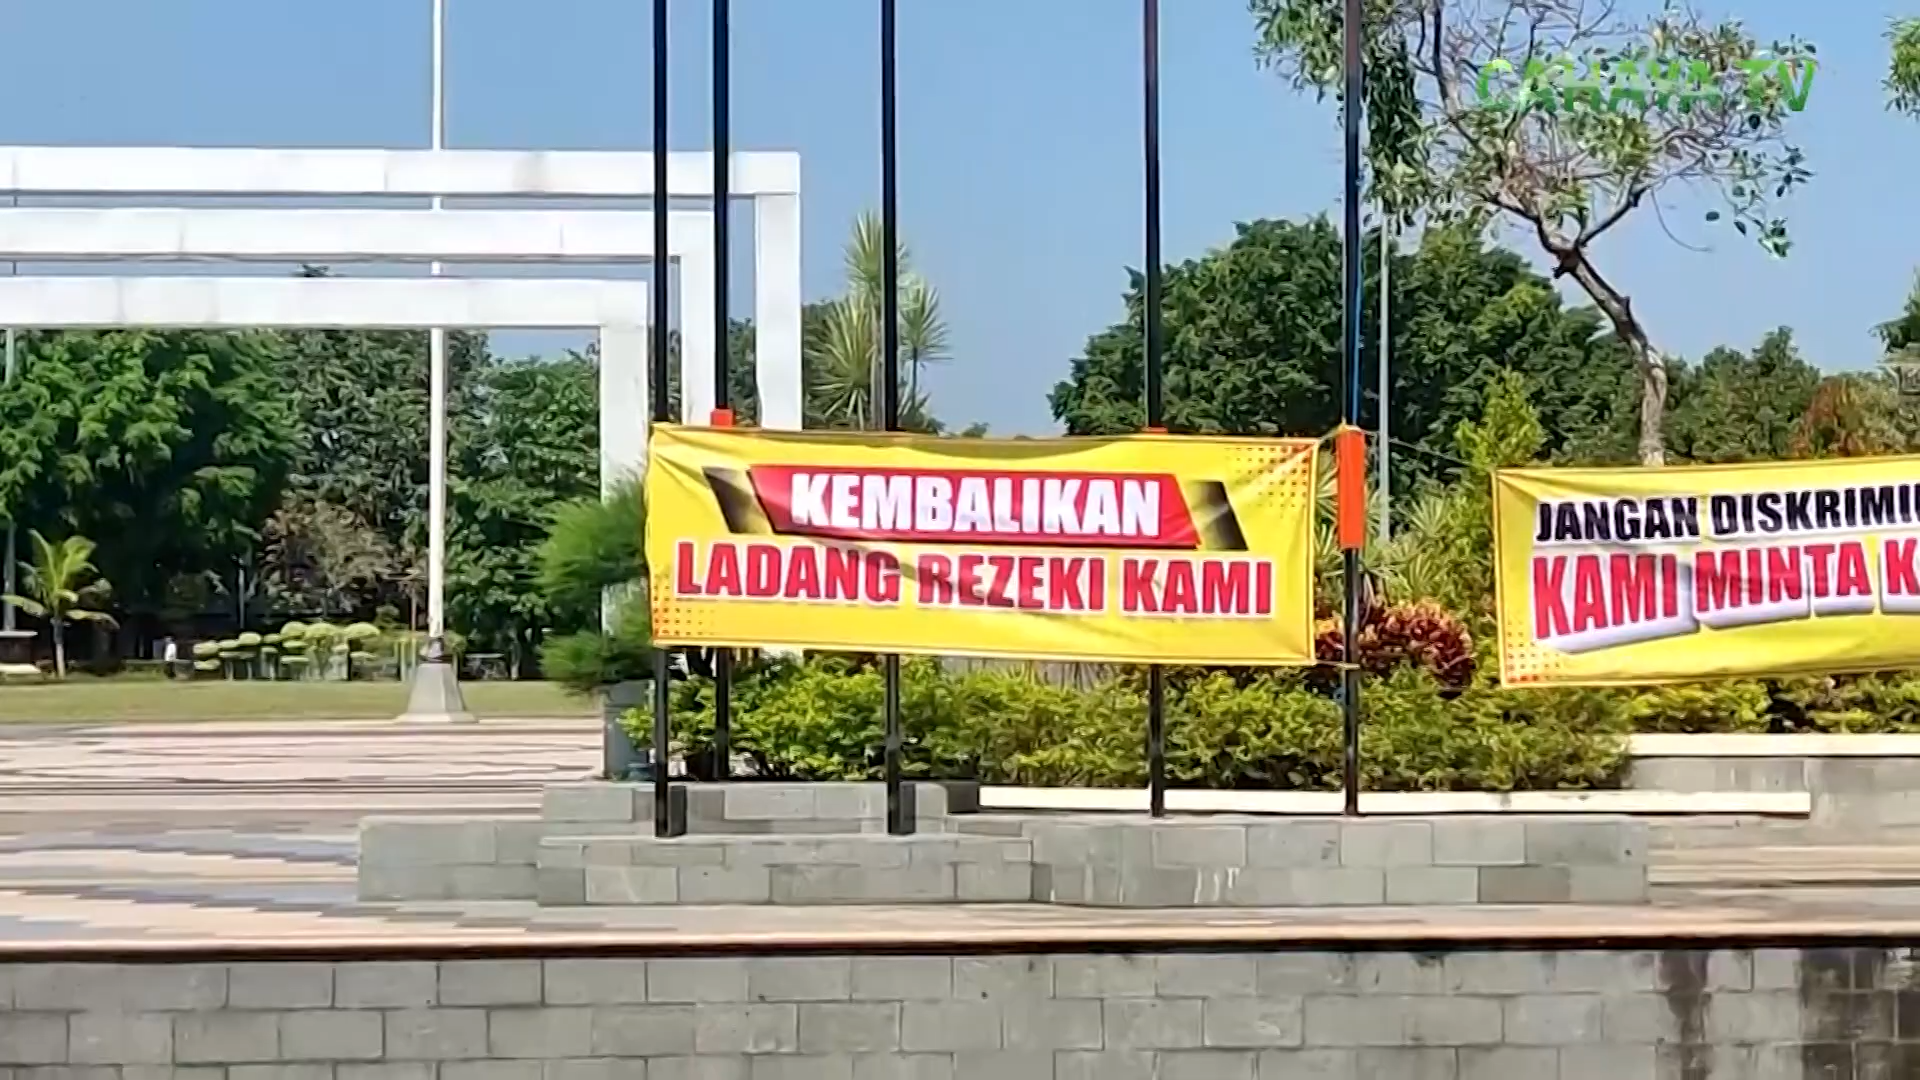 CAHAYA TV
KEMBALIKAN
LADANG REZEKI KAMI
JANGAN
KAMI MINTA